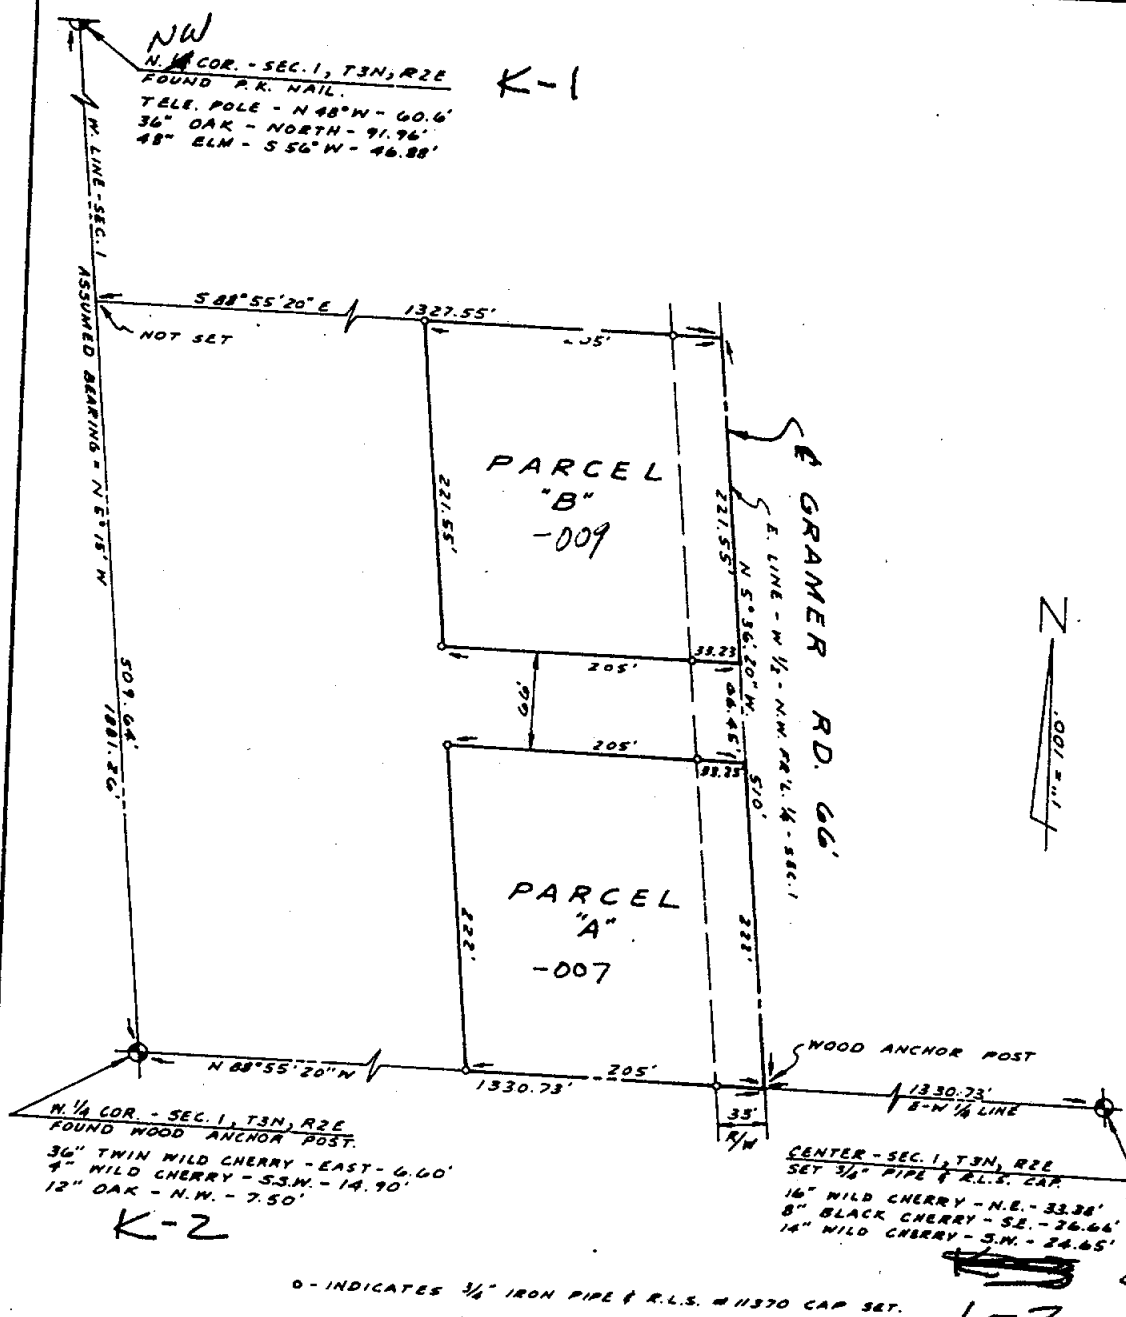 NW
N. 1/4 COR. - SEC. 1, T3N, R2E
FOUND P.K. NAIL.
TELE. POLE - N 48° W - 60.6'
36" OAK - NORTH - 91.96'
48" ELM - S 56° W - 46.88'
K-1
W. LINE - SEC. 1
ASSUMED BEARING = N 5° 15' W
509.64'
1881.26'
S 88° 55' 20" E
1327.55'
NOT SET
PARCEL
"B"
-009
221.55'
221.55'
205'
33.23
66'
N 5° 36' 20" W.
66.45'
510'
E. LINE - W 1/2 - N.W. FR'L. 1/4 - SEC. 1
℄ GRAMER RD. 66'
N
1" = 100'
205'
33.23
PARCEL
"A"
-007
222'
222'
WOOD ANCHOR POST
N 88° 55' 20" W
1330.73'
205'
33'
R/W
1330.73'
E-W 1/4 LINE
W. 1/4 COR. - SEC. 1, T3N, R2E
FOUND WOOD ANCHOR POST.
36" TWIN WILD CHERRY - EAST - 6.60'
4" WILD CHERRY - S.S.W. - 14.90'
12" OAK - N.W. - 7.50'
K-2
CENTER - SEC. 1, T3N, R2E
SET 3/4" PIPE & R.L.S. CAP.
16" WILD CHERRY - N.E. - 33.38'
8" BLACK CHERRY - S.E. - 26.66'
14" WILD CHERRY - S.W. - 24.65'
o - INDICATES 3/4" IRON PIPE & R.L.S. # 11370 CAP SET.